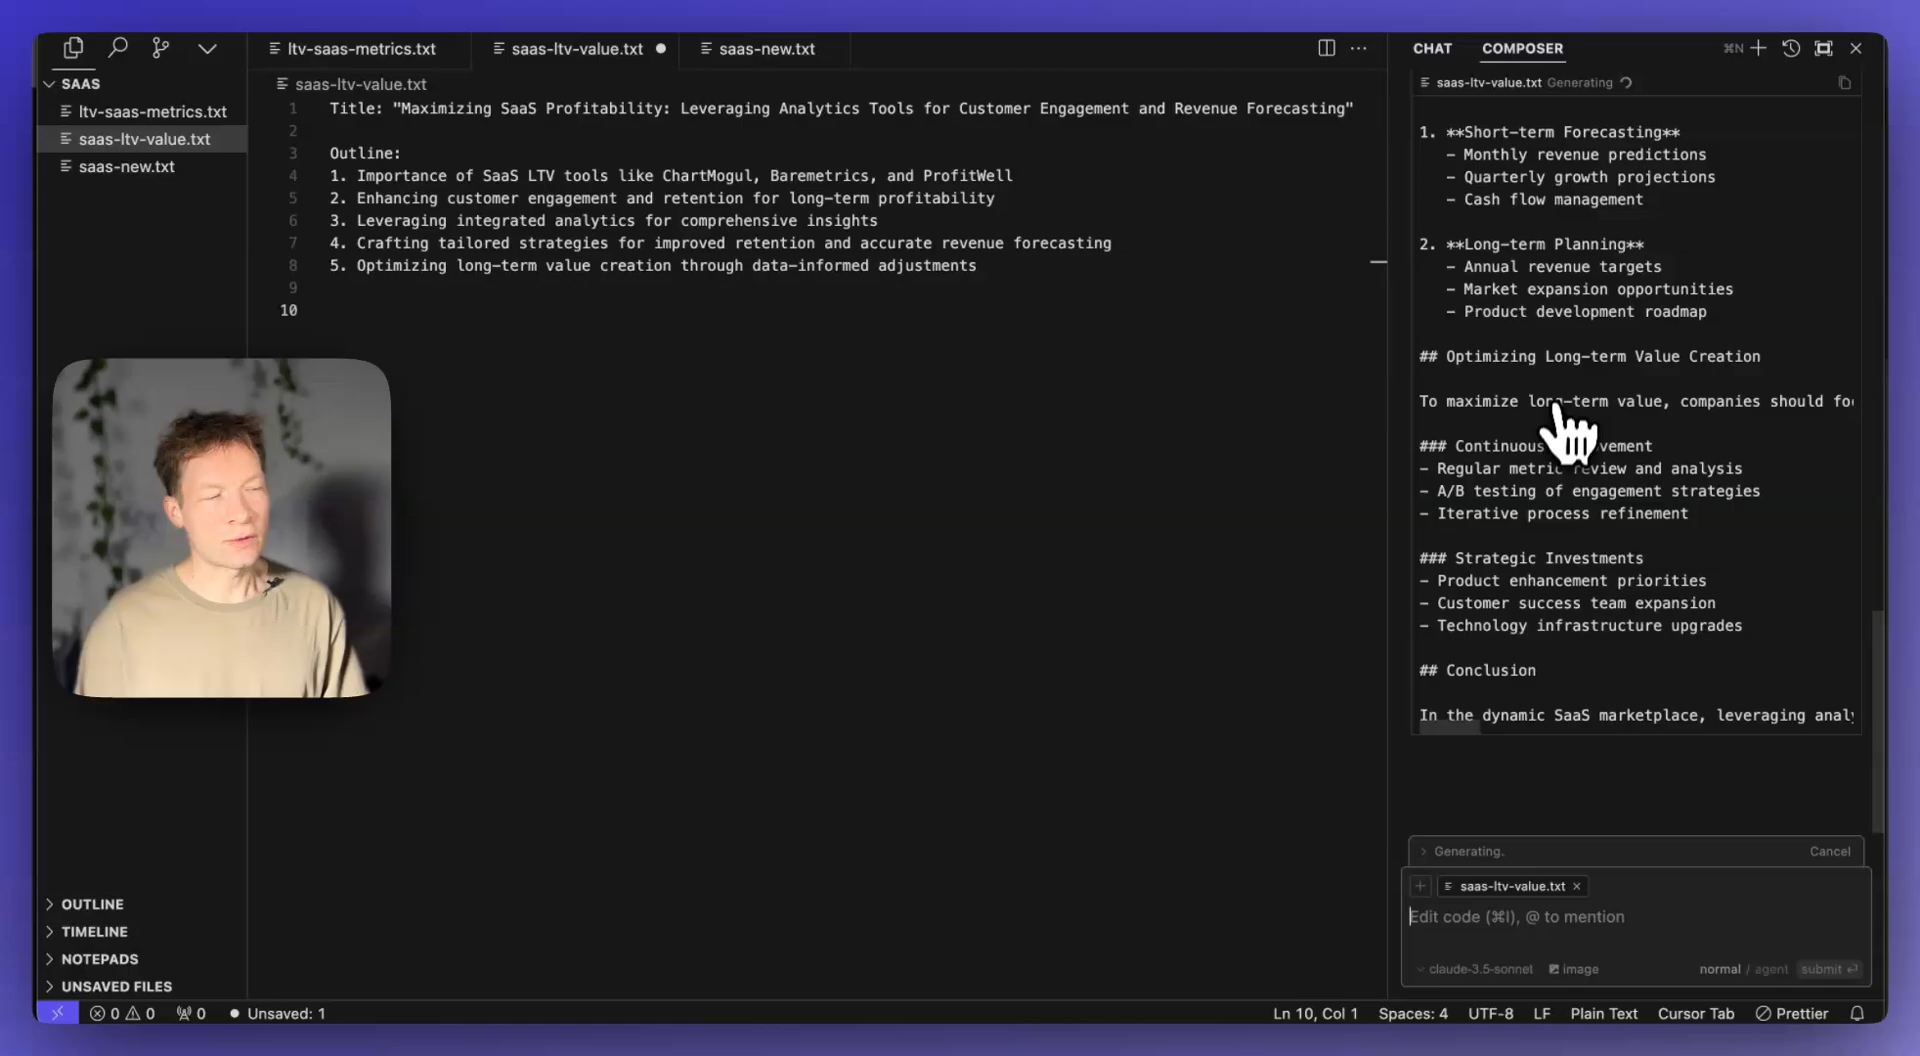 SAAS
ltv-saas-metrics.txt
saas-ltv-value.txt
saas-new.txt
OUTLINE
TIMELINE
NOTEPADS
UNSAVED FILES
ltv-saas-metrics.txt
saas-ltv-value.txt
saas-new.txt
saas-ltv-value.txt
1 Title: "Maximizing SaaS Profitability: Leveraging Analytics Tools for Customer Engagement and Revenue Forecasting"
2
3 Outline:
4 1. Importance of SaaS LTV tools like ChartMogul, Baremetrics, and ProfitWell
5 2. Enhancing customer engagement and retention for long-term profitability
6 3. Leveraging integrated analytics for comprehensive insights
7 4. Crafting tailored strategies for improved retention and accurate revenue forecasting
8 5. Optimizing long-term value creation through data-informed adjustments
9
10
CHAT COMPOSER ⌘N
saas-ltv-value.txt Generating
1. **Short-term Forecasting**
- Monthly revenue predictions
- Quarterly growth projections
- Cash flow management
2. **Long-term Planning**
- Annual revenue targets
- Market expansion opportunities
- Product development roadmap
## Optimizing Long-term Value Creation
To maximize long-term value, companies should fo
### Continuous vement
- Regular metric review and analysis
- A/B testing of engagement strategies
- Iterative process refinement
### Strategic Investments
- Product enhancement priorities
- Customer success team expansion
- Technology infrastructure upgrades
## Conclusion
In the dynamic SaaS marketplace, leveraging analy
Generating. Cancel
saas-ltv-value.txt
Edit code (⌘I), @ to mention
claude-3.5-sonnet image normal / agent submit
0 0 0 Unsaved: 1 Ln 10, Col 1 Spaces: 4 UTF-8 LF Plain Text Cursor Tab Prettier